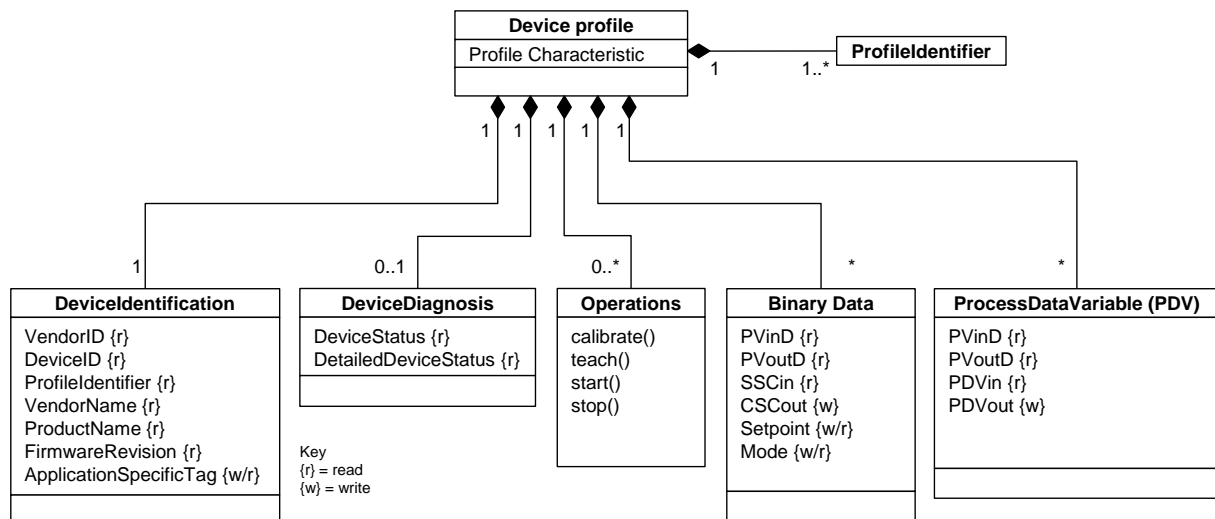 Device profile
Profile Characteristic
ProfileIdentifier
1
1..*
1
1
1
1
1
1
0..1
0..*
*
*
DeviceIdentification
VendorID {r}
DeviceID {r}
ProfileIdentifier {r}
VendorName {r}
ProductName {r}
FirmwareRevision {r}
ApplicationSpecificTag {w/r}
DeviceDiagnosis
DeviceStatus {r}
DetailedDeviceStatus {r}
Key
{r} = read
{w} = write
Operations
calibrate()
teach()
start()
stop()
Binary Data
PVinD {r}
PVoutD {r}
SSCin {r}
CSCout {w}
Setpoint {w/r}
Mode {w/r}
ProcessDataVariable (PDV)
PVinD {r}
PVoutD {r}
PDVin {r}
PDVout {w}